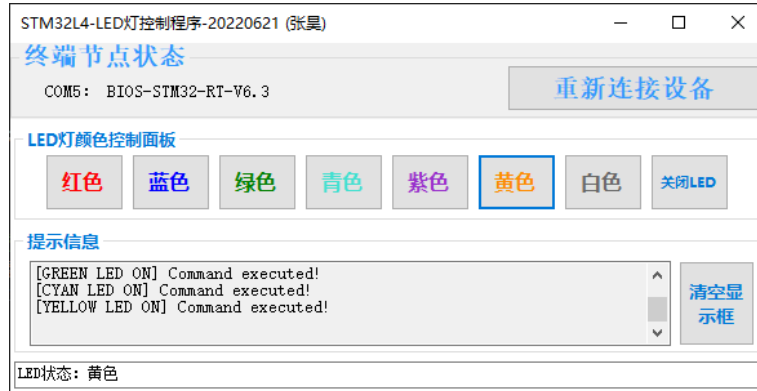 STM32L4-LED灯控制程序-20220621 (张昊)
终端节点状态
COM5: BIOS-STM32-RT-V6.3
重新连接设备
LED灯颜色控制面板
红色 蓝色 绿色 青色 紫色 黄色 白色 关闭LED
提示信息
[GREEN LED ON] Command executed!
[CYAN LED ON] Command executed!
[YELLOW LED ON] Command executed!
清空显
示框
LED状态: 黄色